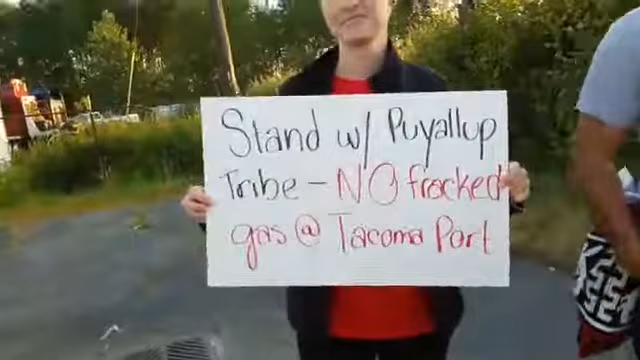 Stand w/ Puyallup
Tribe - NO fracked
gas @ Tacoma Port